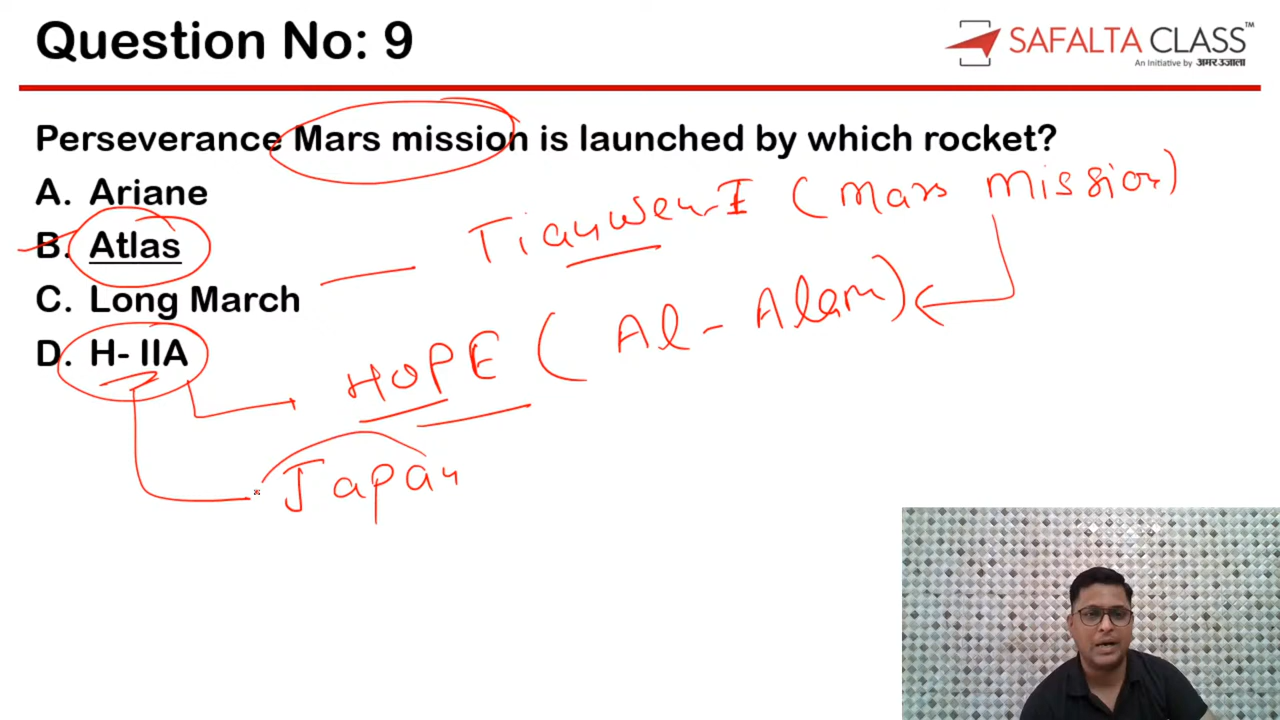 Question No: 9
SAFALTA CLASS™
An Initiative by अमर उजाला
Perseverance Mars mission is launched by which rocket?
A. Ariane
B. Atlas
C. Long March
D. H- IIA
Tianwen-I (Mars Mission)
HOPE (Al - Alam)
Japan